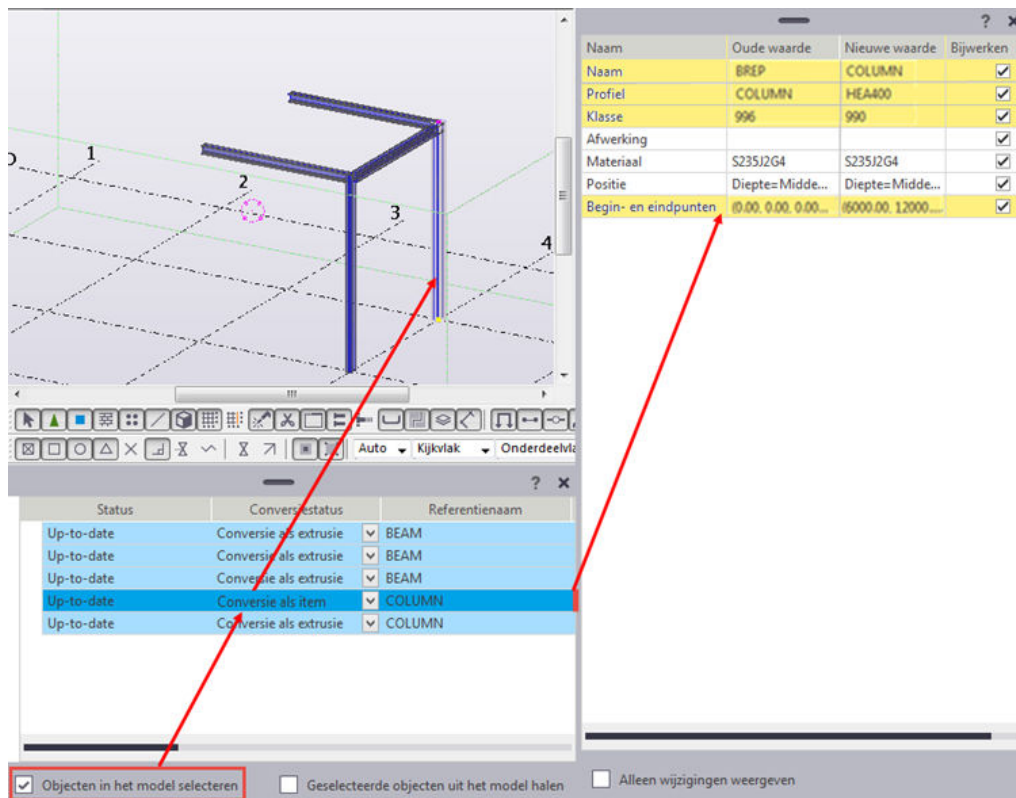 ? ×
Naam Oude waarde Nieuwe waarde Bijwerken
Naam BREP COLUMN
Profiel COLUMN HEA400
Klasse 996 990
Afwerking
Materiaal S235J2G4 S235J2G4
Positie Diepte=Midde... Diepte=Midde...
Begin- en eindpunten (0.00, 0.00, 0.00... (6000.00, 12000.....
1
2
3
4
Auto Kijkvlak Onderdeelvla
? ×
Status Conversiestatus Referentienaam
Up-to-date Conversie als extrusie BEAM
Up-to-date Conversie als extrusie BEAM
Up-to-date Conversie als extrusie BEAM
Up-to-date Conversie als item COLUMN
Up-to-date Conversie als extrusie COLUMN
Objecten in het model selecteren Geselecteerde objecten uit het model halen Alleen wijzigingen weergeven